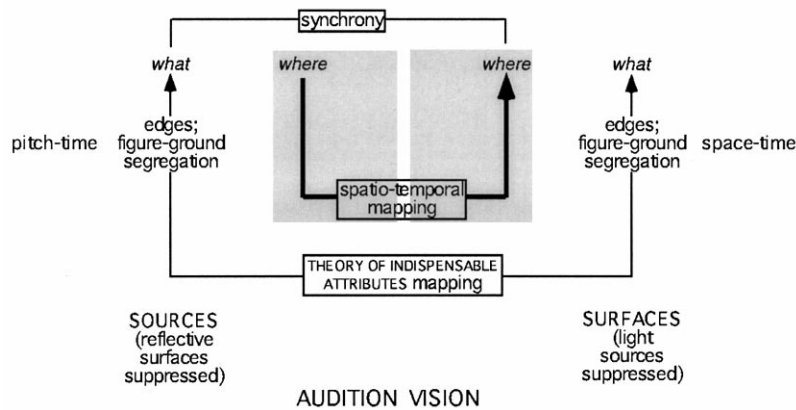 synchrony
what
where
where
what
pitch-time
edges;
figure-ground
segregation
edges;
figure-ground
segregation
space-time
spatio-temporal
mapping
THEORY OF INDISPENSABLE
ATTRIBUTES mapping
SOURCES
(reflective
surfaces
suppressed)
SURFACES
(light
sources
suppressed)
AUDITION VISION